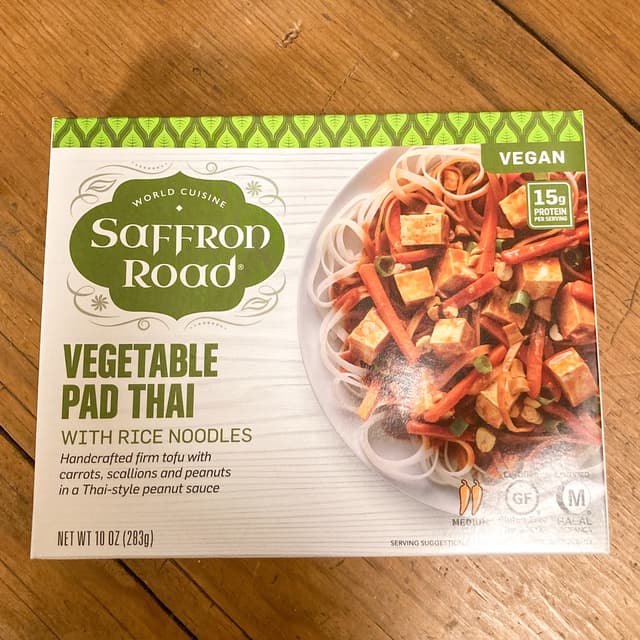 VEGAN
15g
PROTEIN
PER SERVING
WORLD CUISINE
SAFFRON
ROAD®
VEGETABLE
PAD THAI
WITH RICE NOODLES
Handcrafted firm tofu with
carrots, scallions and peanuts
in a Thai-style peanut sauce
NET WT 10 OZ (283g)
MEDIUM
GF
M
HALAL
SERVING SUGGESTION